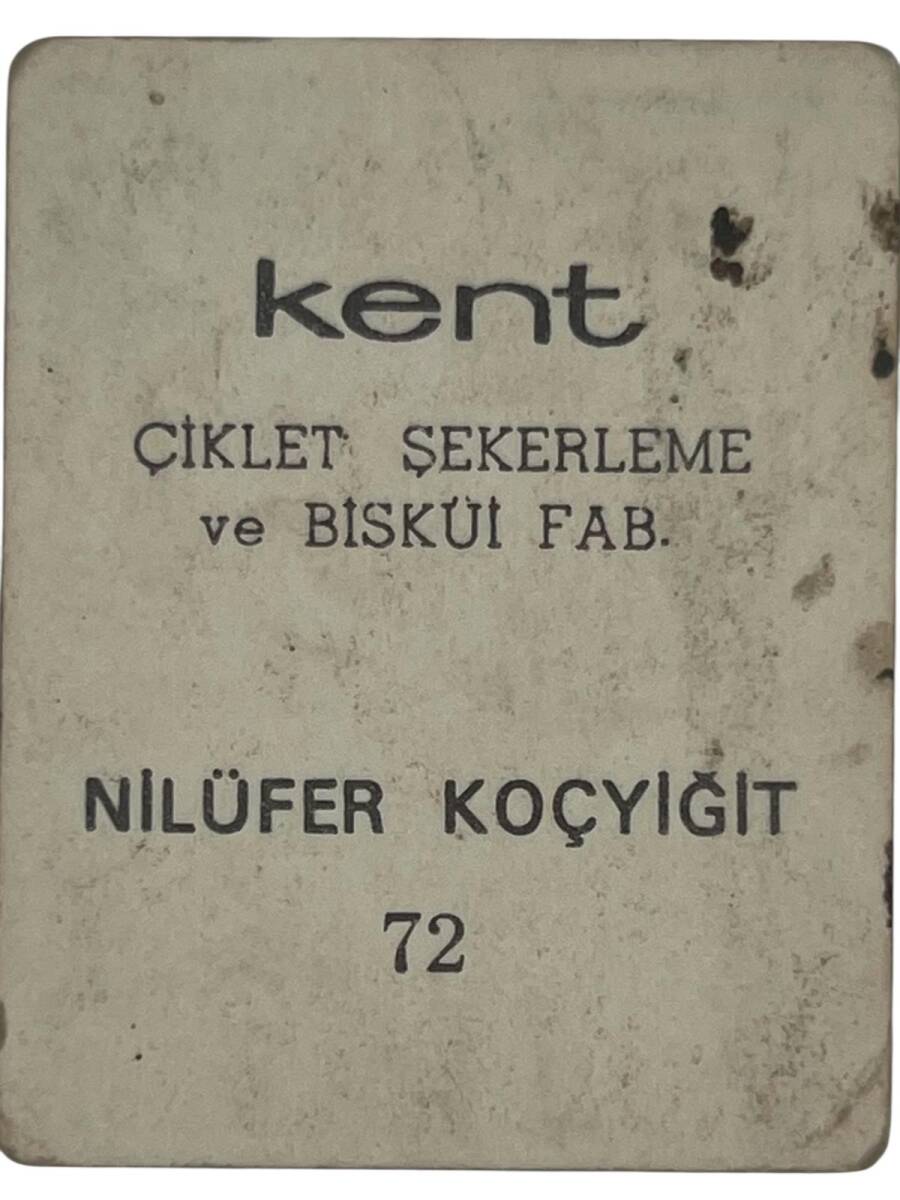 kent
ÇİKLET ŞEKERLEME
ve BİSKÜİ FAB.
NİLÜFER KOÇYİĞİT
72